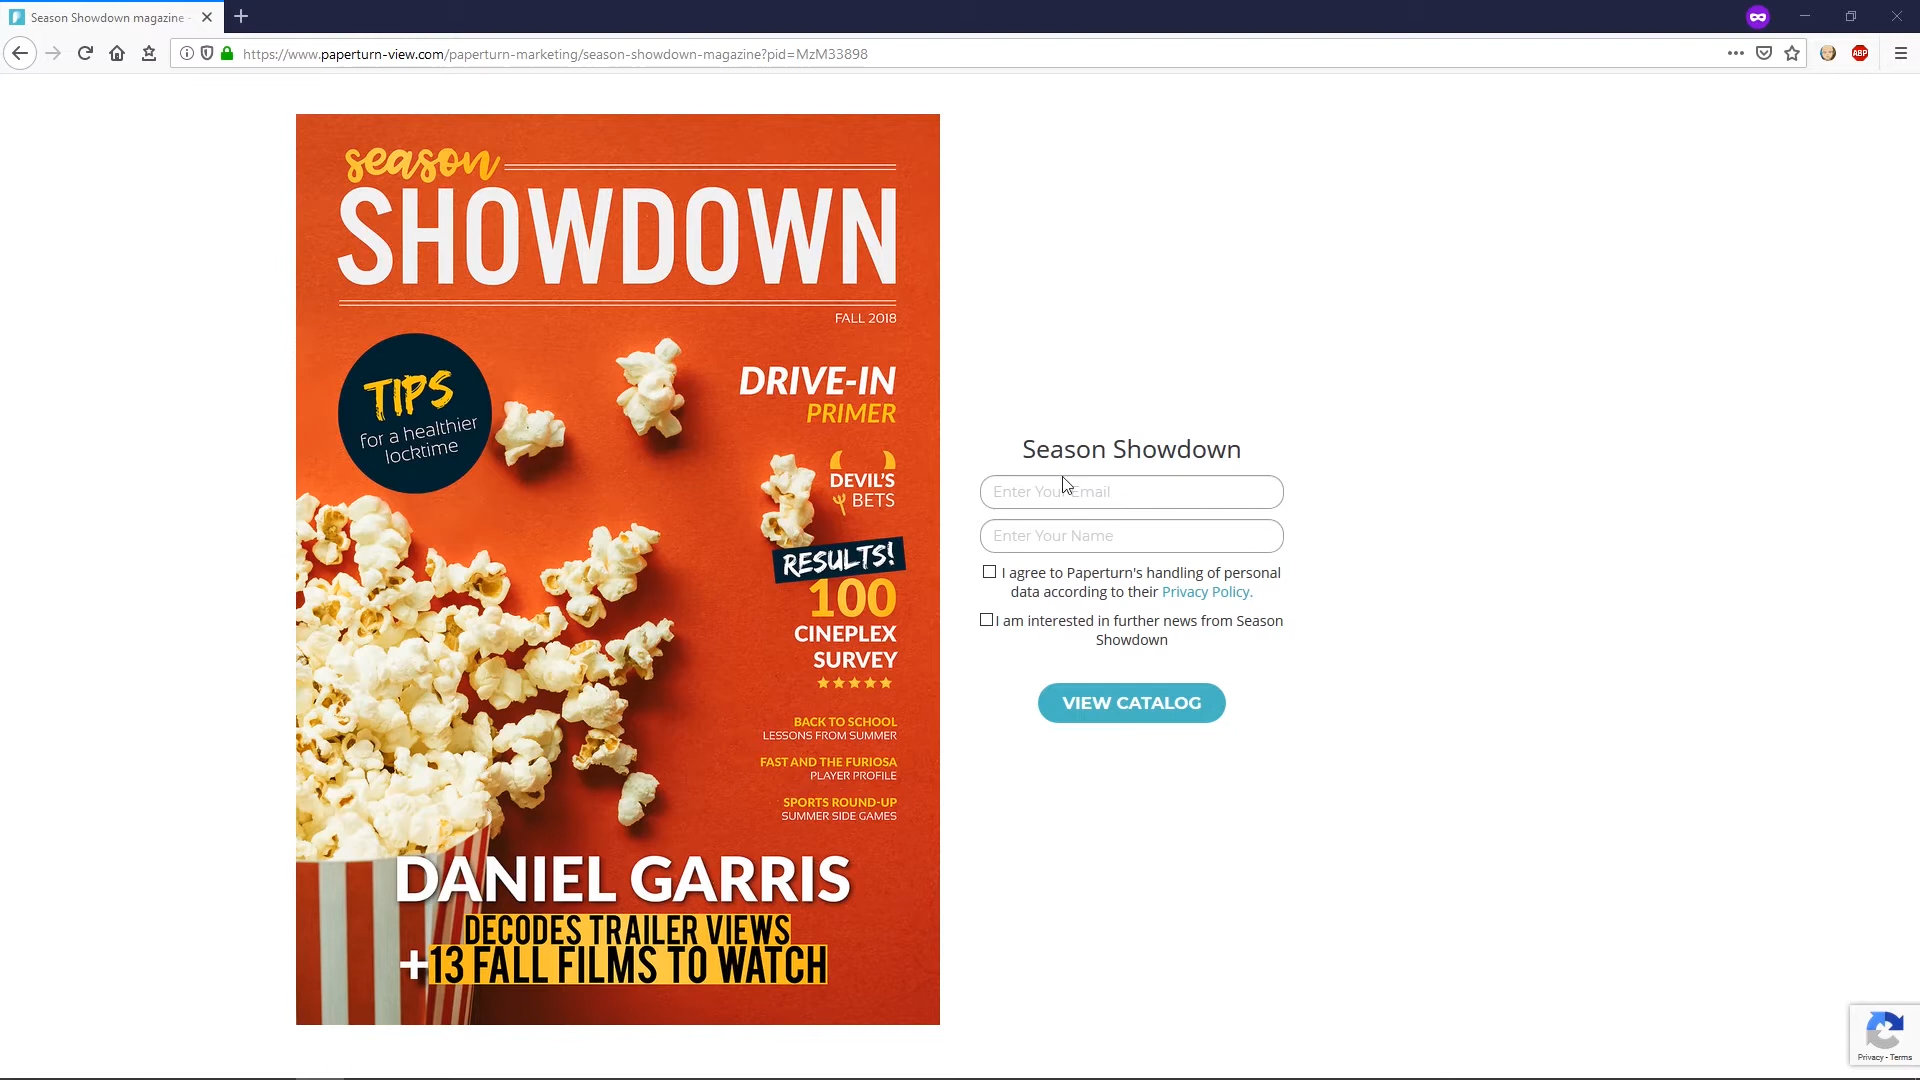 Season Showdown magazine -
https://www.paperturn-view.com/paperturn-marketing/season-showdown-magazine?pid=MzM33898
ABP
season
SHOWDOWN
FALL 2018
TIPS
for a healthier
locktime
DRIVE-IN
PRIMER
DEVIL'S
BETS
RESULTS!
100
CINEPLEX
SURVEY
BACK TO SCHOOL
LESSONS FROM SUMMER
FAST AND THE FURIOSA
PLAYER PROFILE
SPORTS ROUND-UP
SUMMER SIDE GAMES
DANIEL GARRIS
DECODES TRAILER VIEWS
+13 FALL FILMS TO WATCH
Season Showdown
Enter Your Email
Enter Your Name
I agree to Paperturn's handling of personal
data according to their Privacy Policy.
I am interested in further news from Season
Showdown
VIEW CATALOG
Privacy - Terms